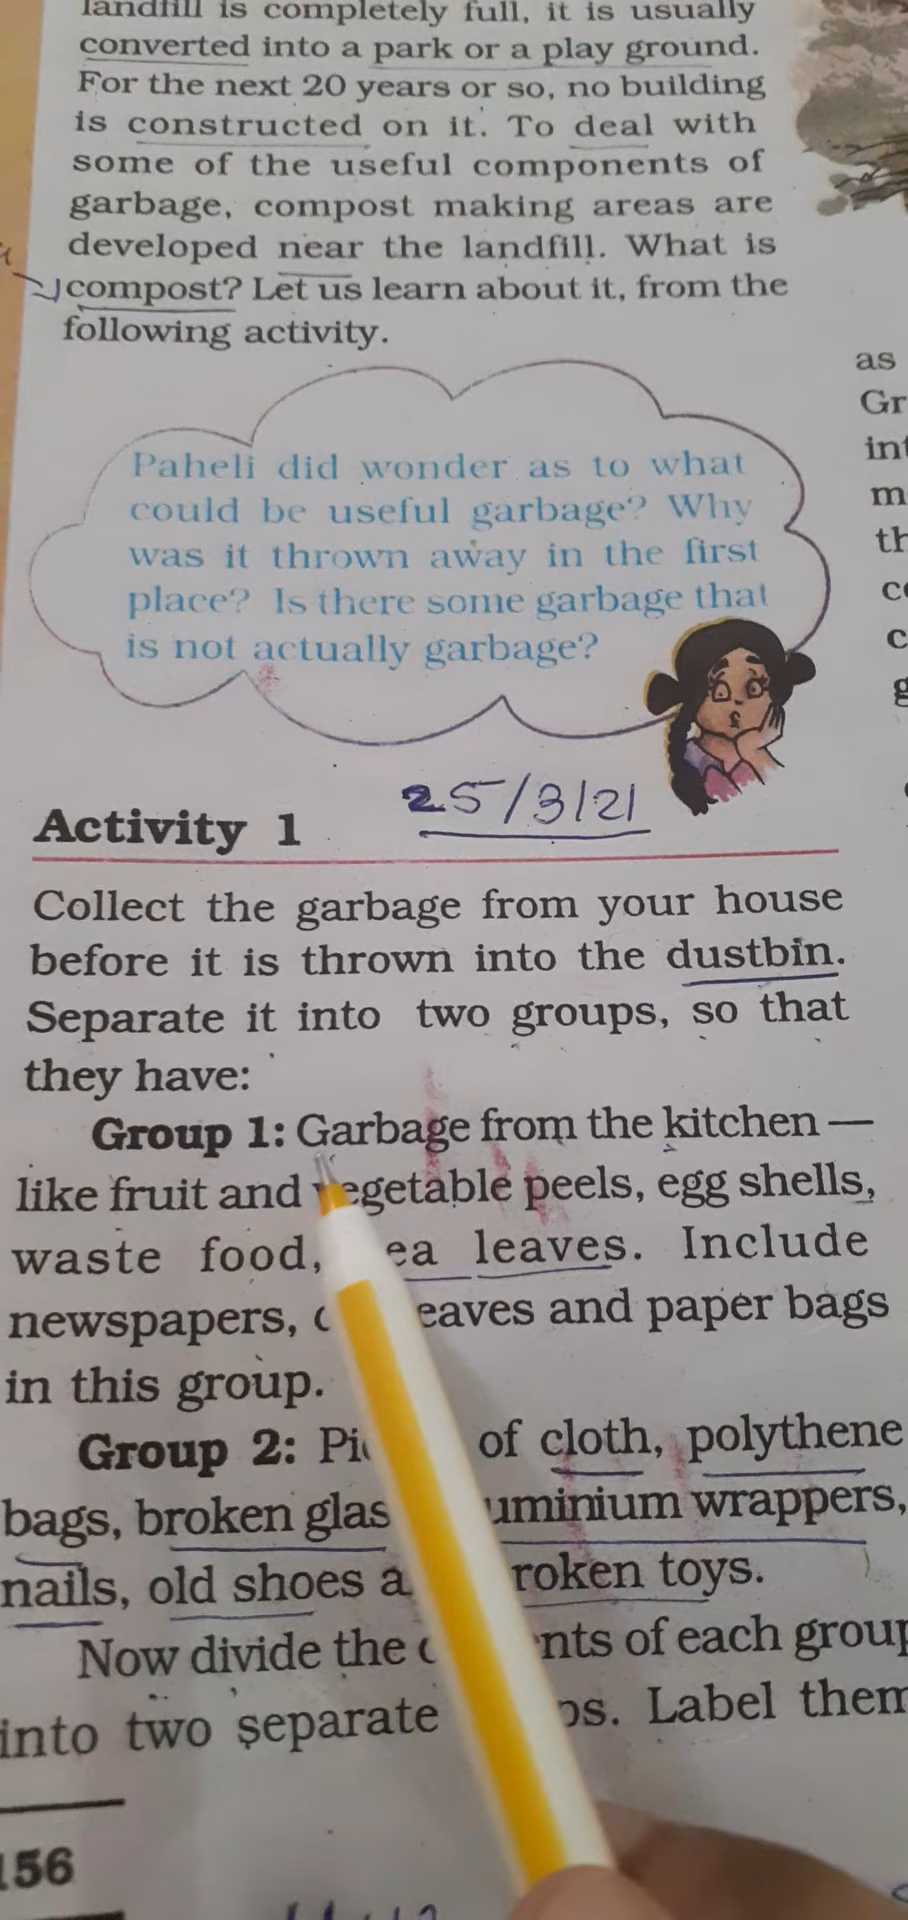 landfill is completely full, it is usually
converted into a park or a play ground.
For the next 20 years or so, no building
is constructed on it. To deal with
some of the useful components of
garbage, compost making areas are
developed near the landfill. What is
compost? Let us learn about it, from the
following activity.
Paheli did wonder as to what
could be useful garbage? Why
was it thrown away in the first
place? Is there some garbage that
is not actually garbage?
as
Gr
int
m
th
c
g
25/3/21
Activity 1
Collect the garbage from your house
before it is thrown into the dustbin.
Separate it into two groups, so that
they have:
Group 1: Garbage from the kitchen —
like fruit and vegetable peels, egg shells,
waste food, ea leaves. Include
newspapers, eaves and paper bags
in this group.
Group 2: Pi of cloth, polythene
bags, broken glas uminium wrappers,
nails, old shoes a roken toys.
Now divide the nts of each group
into two separate ps. Label them
156